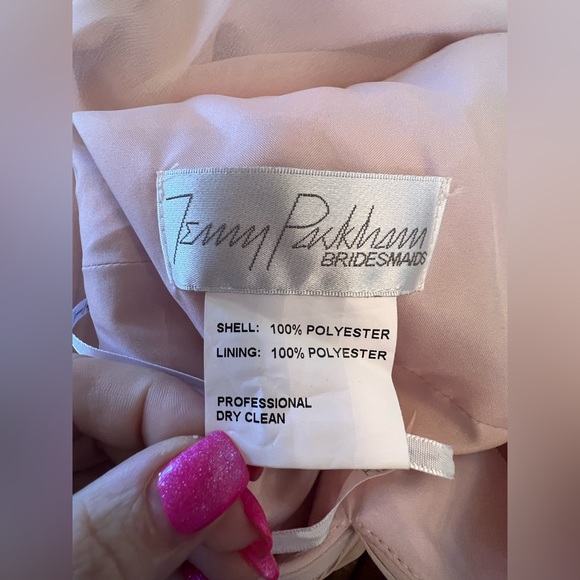 Jenny Packham
BRIDESMAIDS
SHELL: 100% POLYESTER
LINING: 100% POLYESTER
PROFESSIONAL
DRY CLEAN